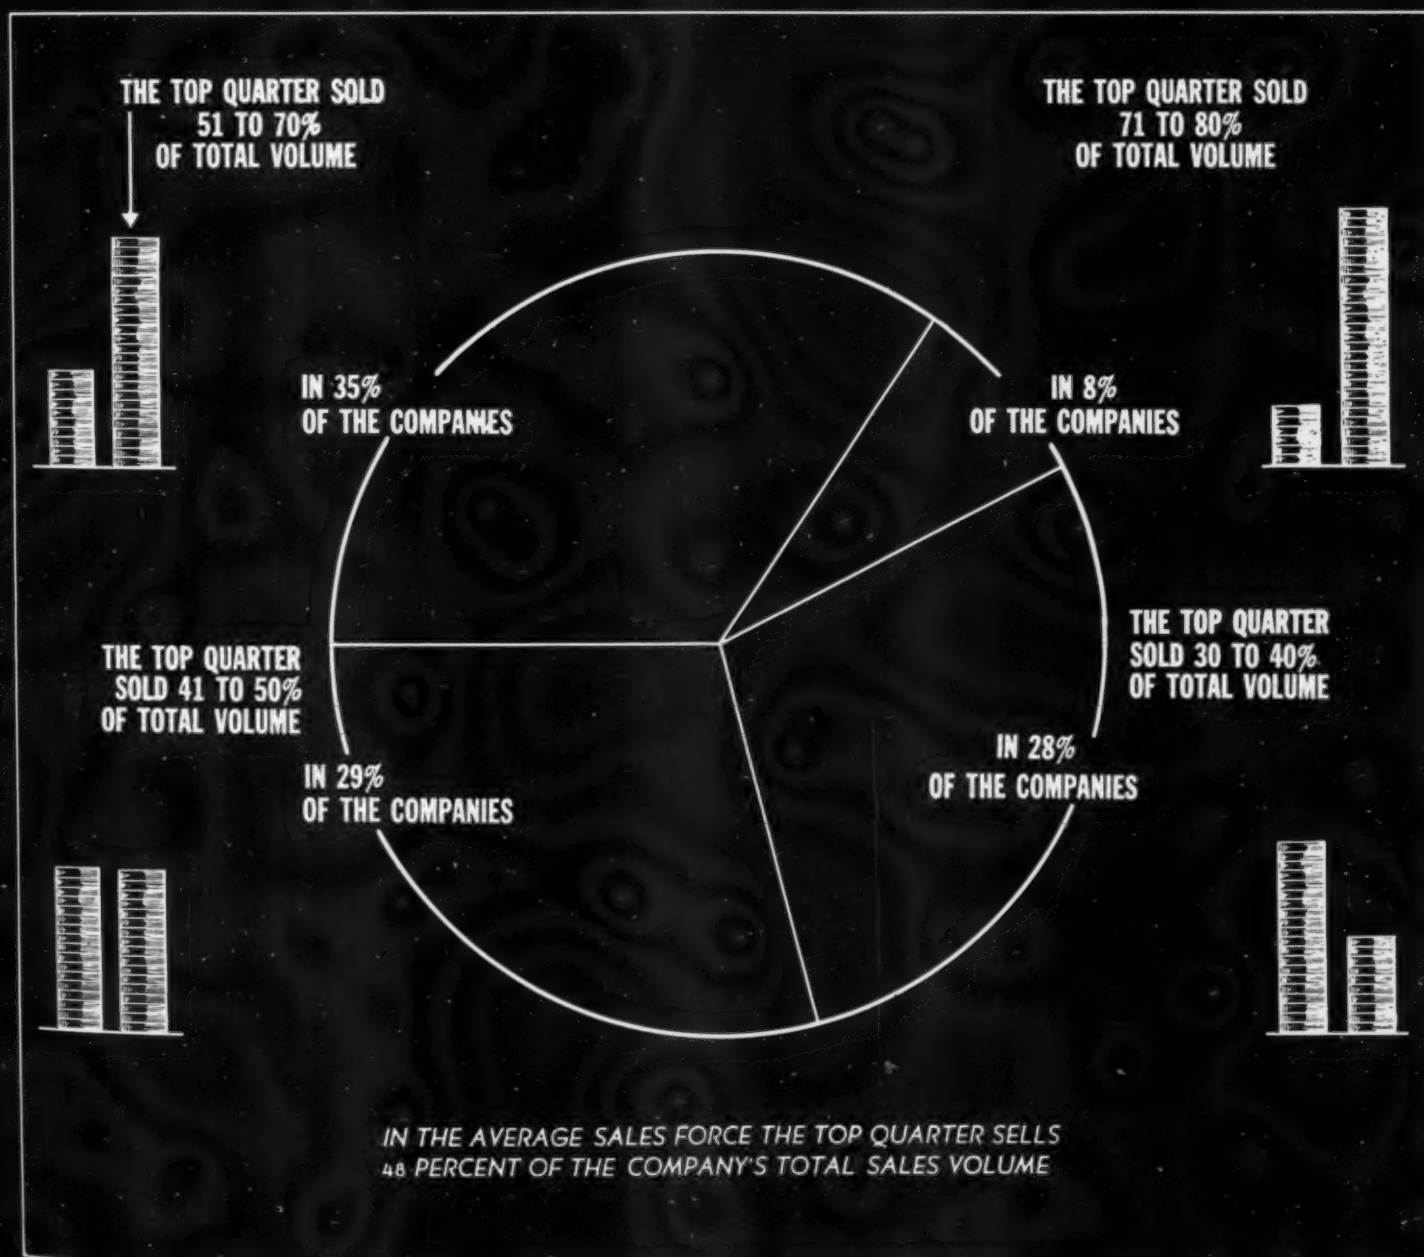 THE TOP QUARTER SOLD
51 TO 70%
OF TOTAL VOLUME
THE TOP QUARTER SOLD
71 TO 80%
OF TOTAL VOLUME
IN 35%
OF THE COMPANIES
IN 8%
OF THE COMPANIES
THE TOP QUARTER
SOLD 41 TO 50%
OF TOTAL VOLUME
IN 29%
OF THE COMPANIES
THE TOP QUARTER
SOLD 30 TO 40%
OF TOTAL VOLUME
IN 28%
OF THE COMPANIES
IN THE AVERAGE SALES FORCE THE TOP QUARTER SELLS
48 PERCENT OF THE COMPANY'S TOTAL SALES VOLUME